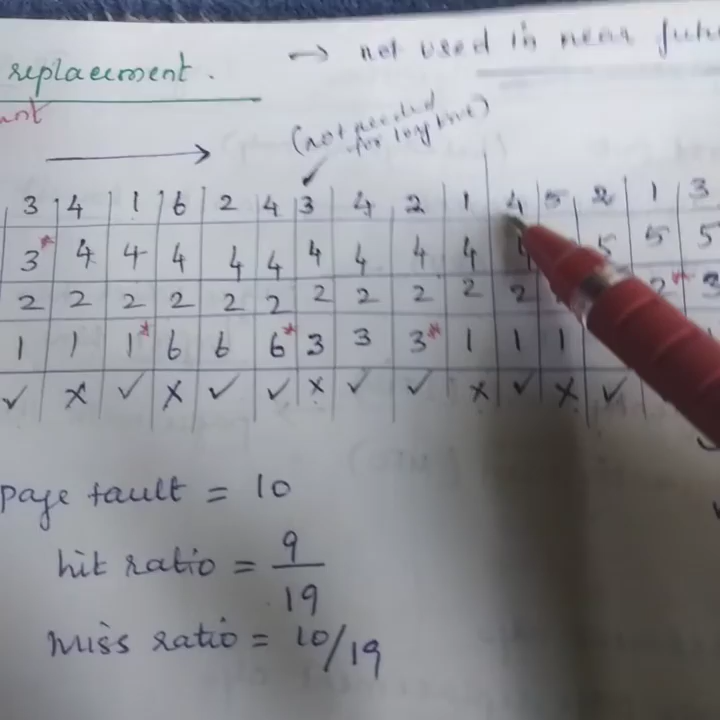 → not used in near
replacement.
(not needed for long time)
3 4 1 6 2 4 3 4 2 1 4 5 2 1 3
3* 4 4 4 4 4 4 4 4 4 4 5 5 5
2 2 2 2 2 2 2 2 2 2 2 2* 3
1 1 1* 6 6 6* 3 3 3* 1 1 1
✓ × ✓ × ✓ ✓ × ✓ ✓ × ✓ × ✓
page fault = 10
hit ratio = 9/19
Miss ratio = 10/19